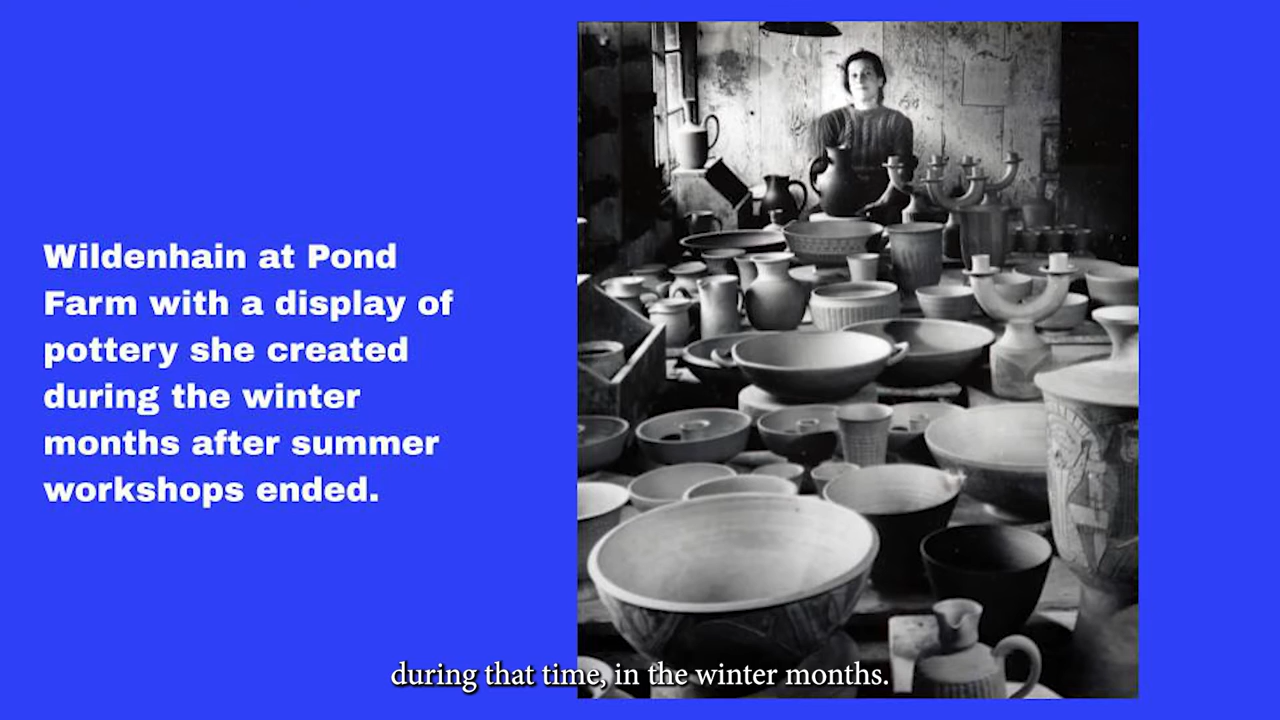 Wildenhain at Pond
Farm with a display of
pottery she created
during the winter
months after summer
workshops ended.
during that time, in the winter months.